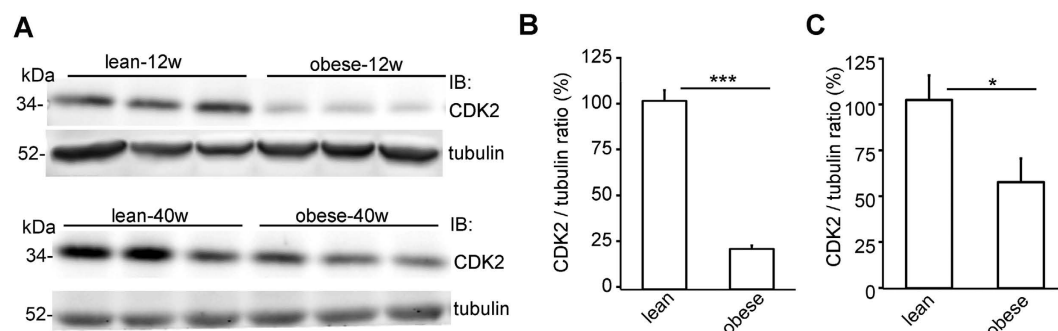 A
kDa
lean-12w
obese-12w
IB:
34-
CDK2
52-
tubulin
kDa
lean-40w
obese-40w
IB:
34-
CDK2
52-
tubulin
B
CDK2 / tubulin ratio (%)
125
100
75
50
25
0
***
lean
obese
C
CDK2 / tubulin ratio (%)
125
100
75
50
25
0
*
lean
obese